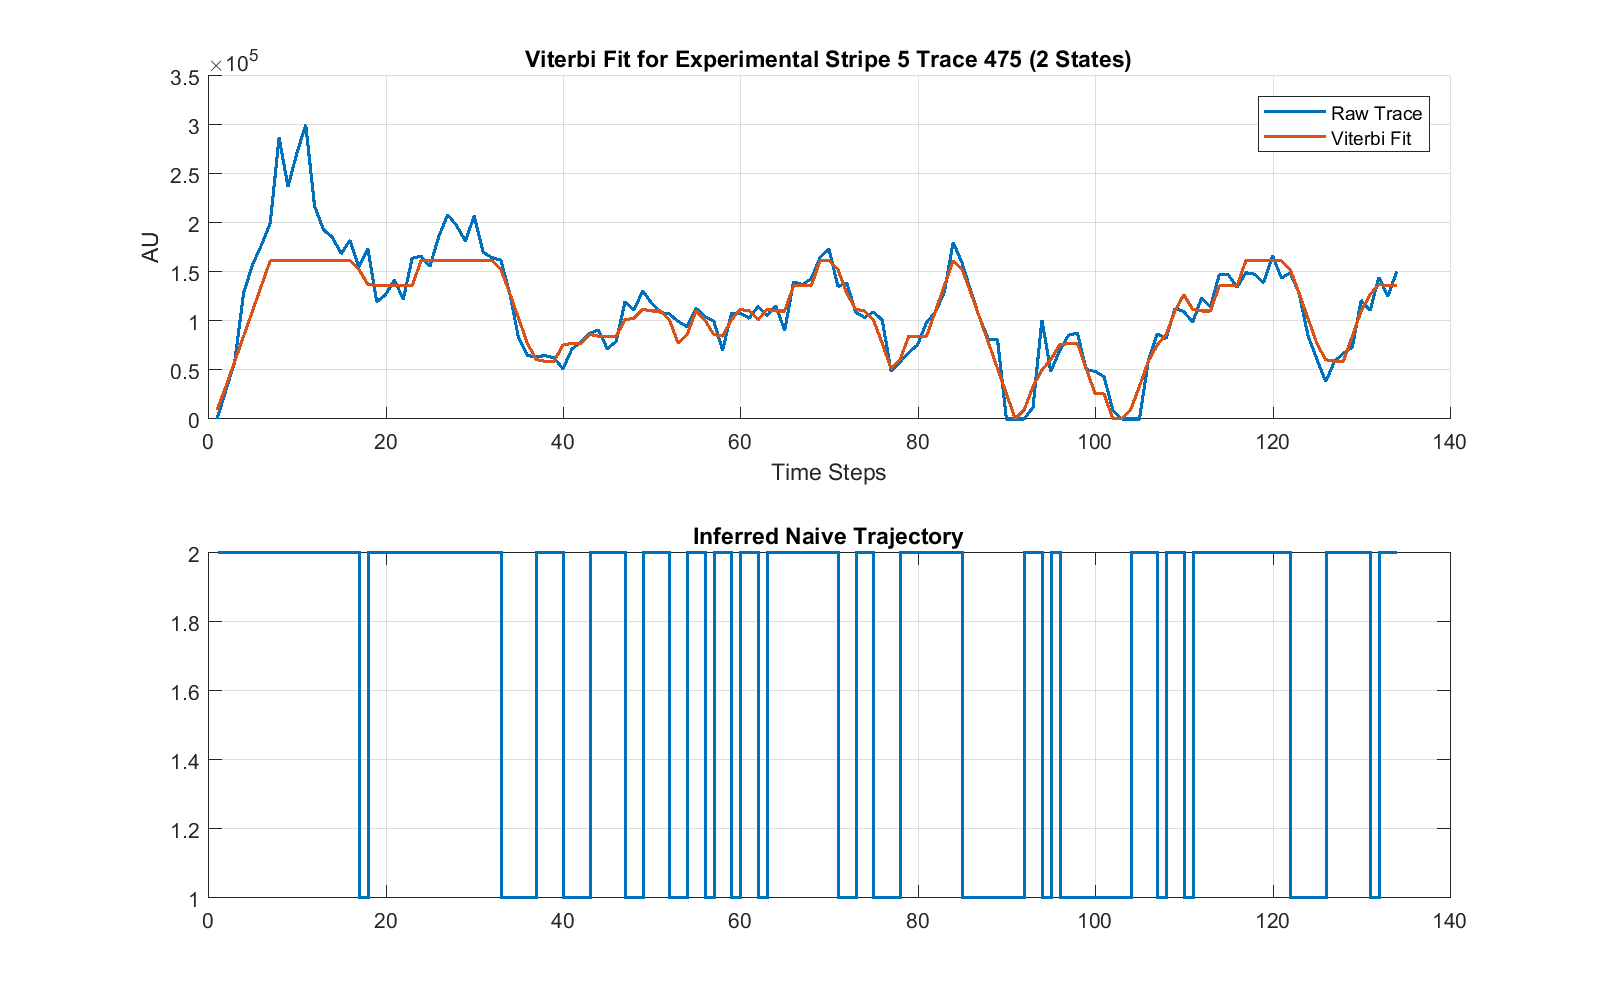 Viterbi Fit for Experimental Stripe 5 Trace 475 (2 States)
×10^5
3.5
3
2.5
2
1.5
1
0.5
0
AU
Raw Trace
Viterbi Fit
0 20 40 60 80 100 120 140
Time Steps
Inferred Naive Trajectory
2
1.8
1.6
1.4
1.2
1
0 20 40 60 80 100 120 140